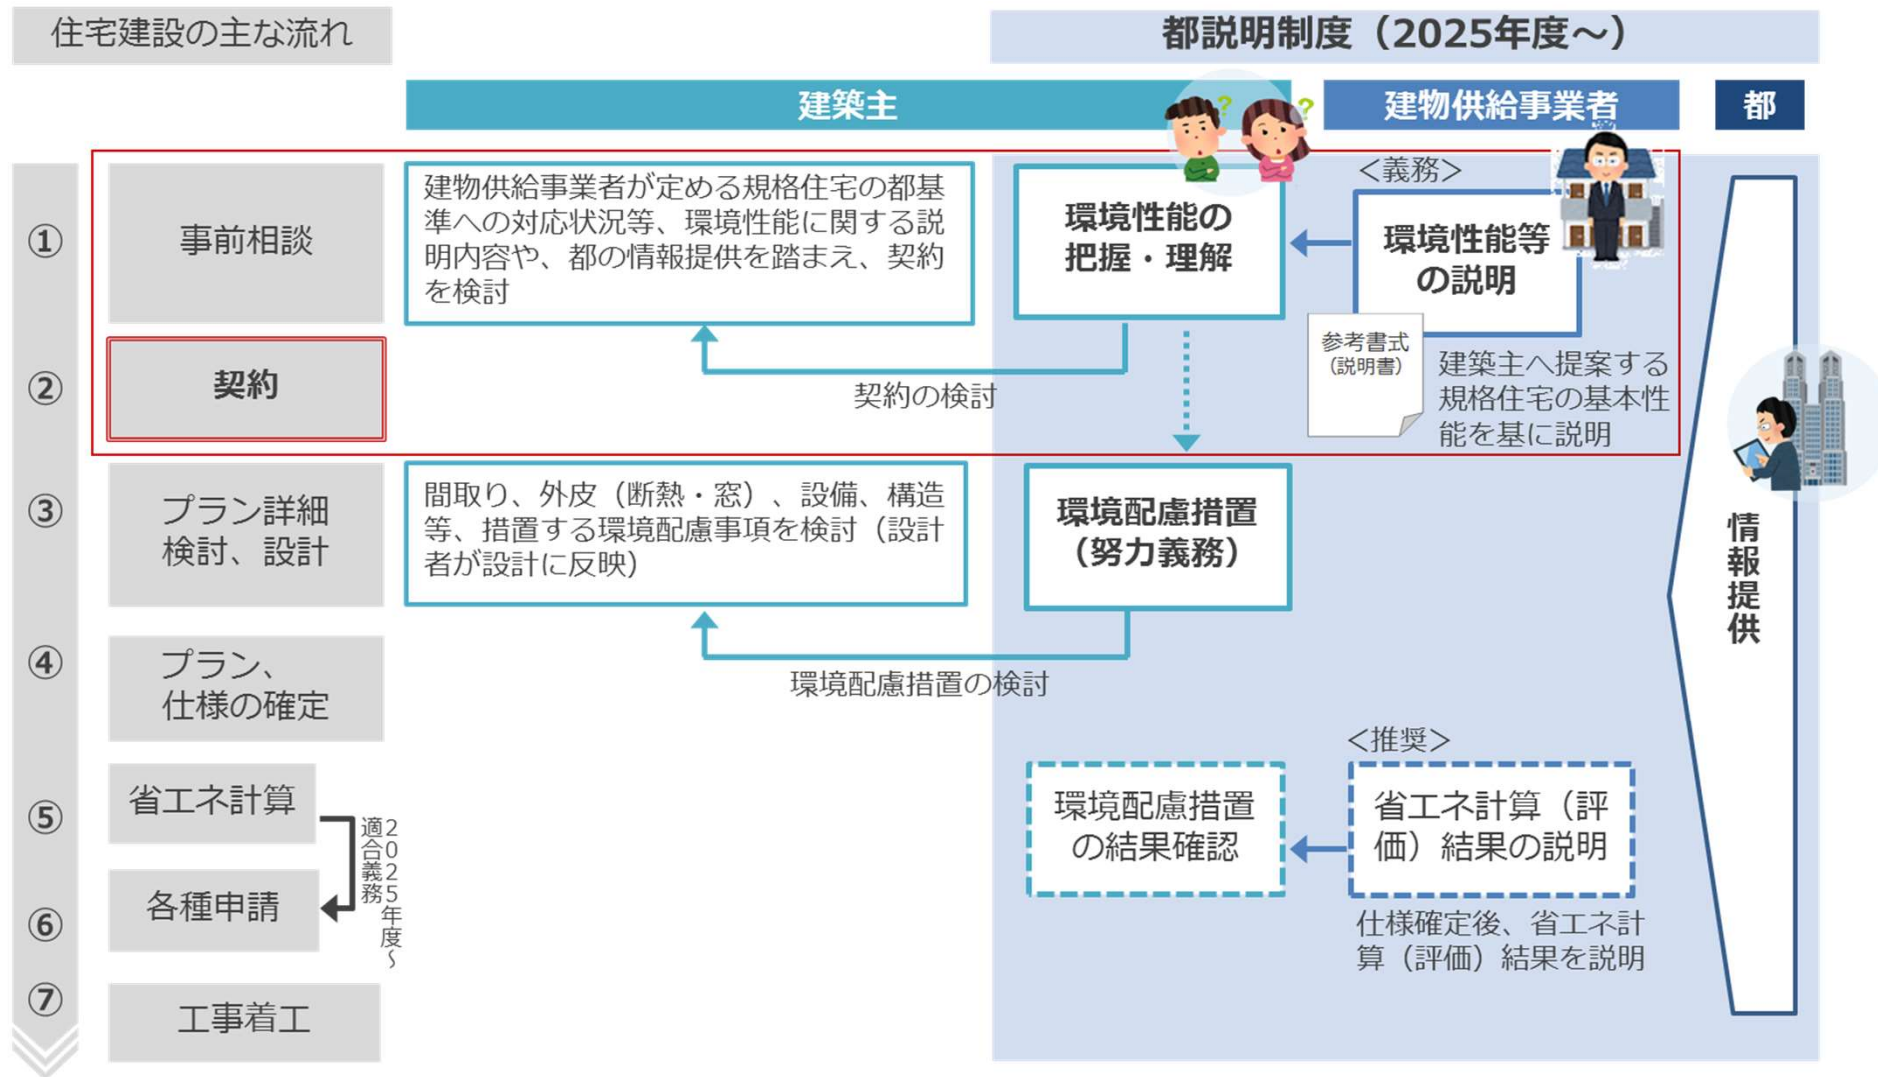 住宅建設の主な流れ
都説明制度（2025年度～）
建築主
建物供給事業者
都
①
事前相談
建物供給事業者が定める規格住宅の都基
準への対応状況等、環境性能に関する説
明内容や、都の情報提供を踏まえ、契約
を検討
環境性能の
把握・理解
?
?
＜義務＞
環境性能等
の説明
参考書式
（説明書）
建築主へ提案する
規格住宅の基本性
能を基に説明
②
契約
契約の検討
③
プラン詳細
検討、設計
間取り、外皮（断熱・窓）、設備、構造
等、措置する環境配慮事項を検討（設計
者が設計に反映）
環境配慮措置
（努力義務）
情報提供
④
プラン、
仕様の確定
環境配慮措置の検討
⑤
省エネ計算
2025年度～
適合義務
環境配慮措置
の結果確認
＜推奨＞
省エネ計算（評
価）結果の説明
仕様確定後、省エネ計
算（評価）結果を説明
⑥
各種申請
⑦
工事着工